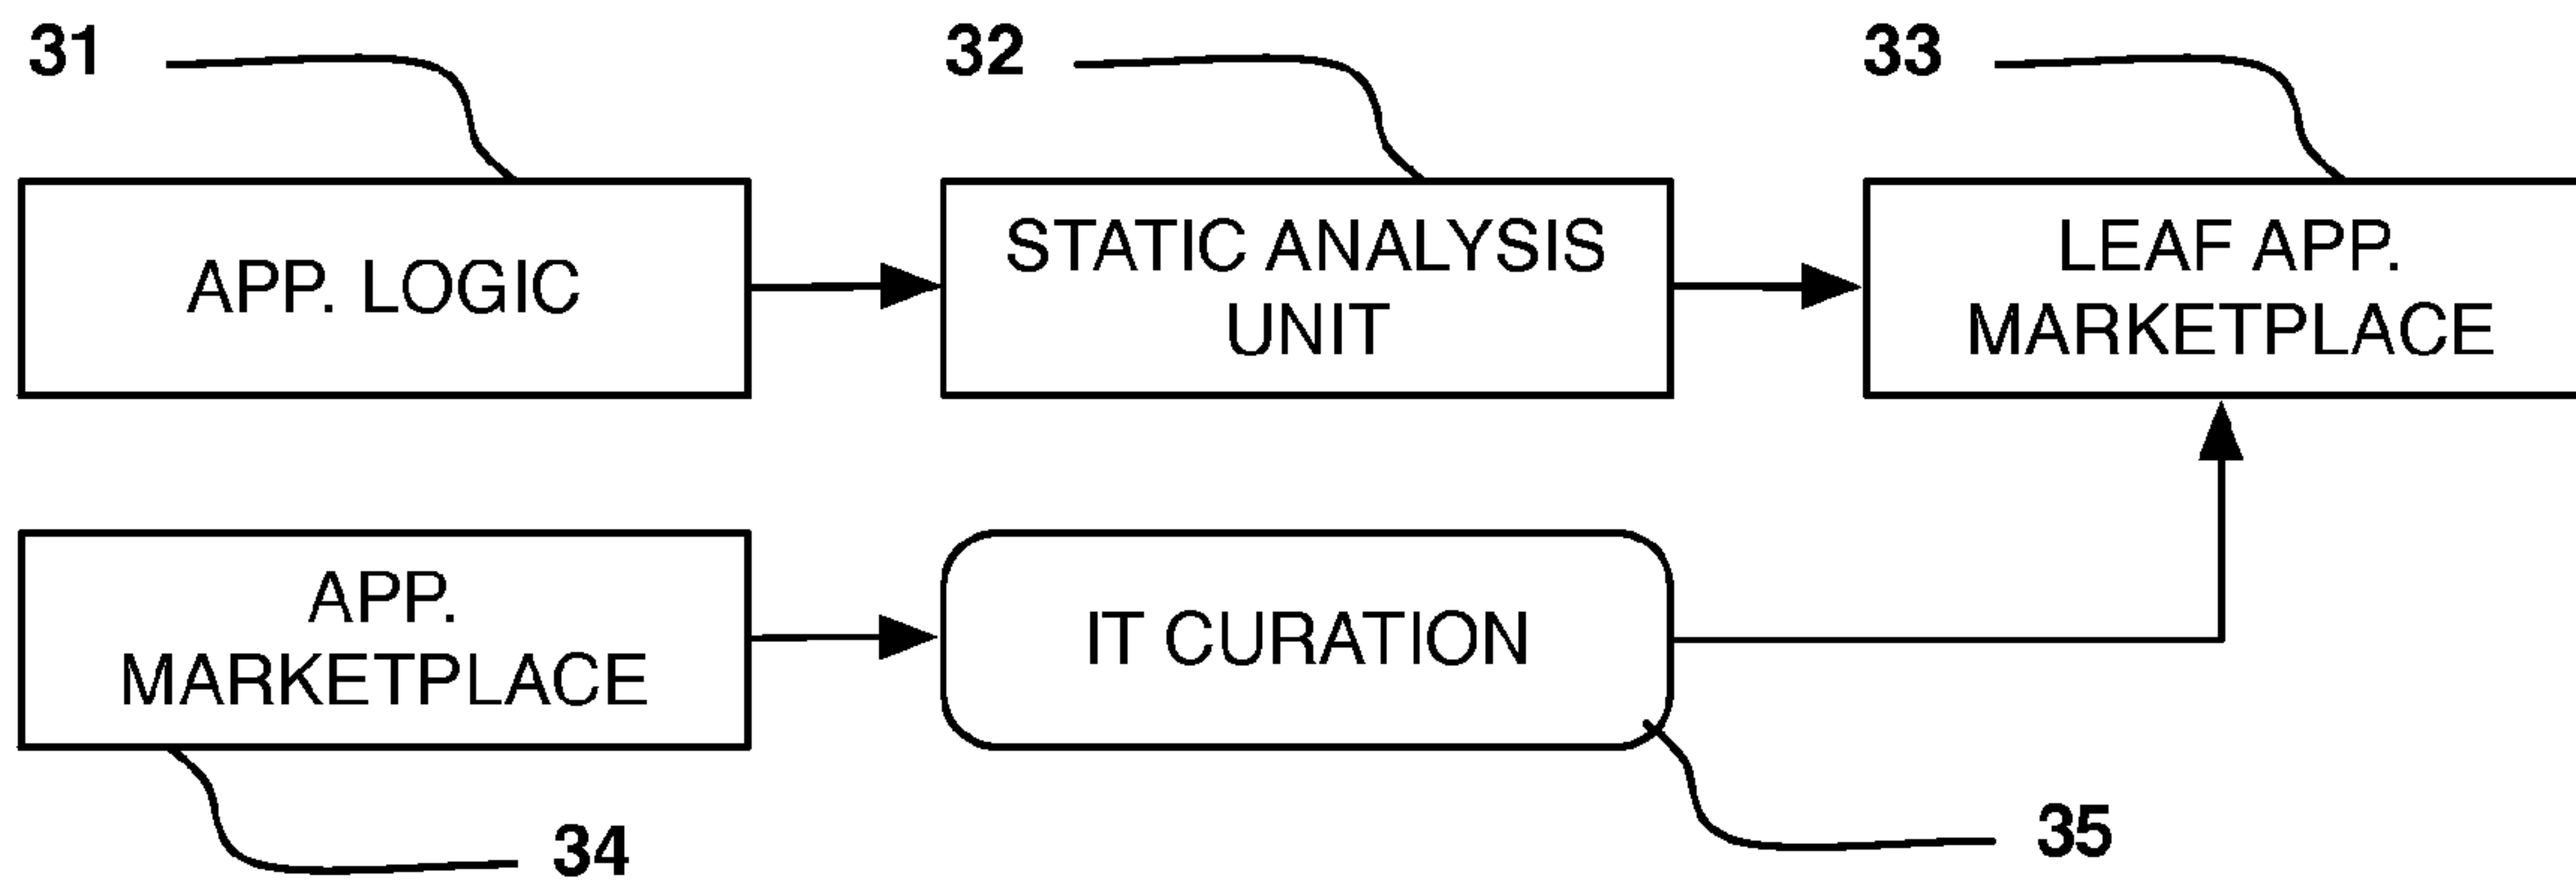 31
32
33
APP. LOGIC
STATIC ANALYSIS
UNIT
LEAF APP.
MARKETPLACE
APP.
MARKETPLACE
IT CURATION
34
35